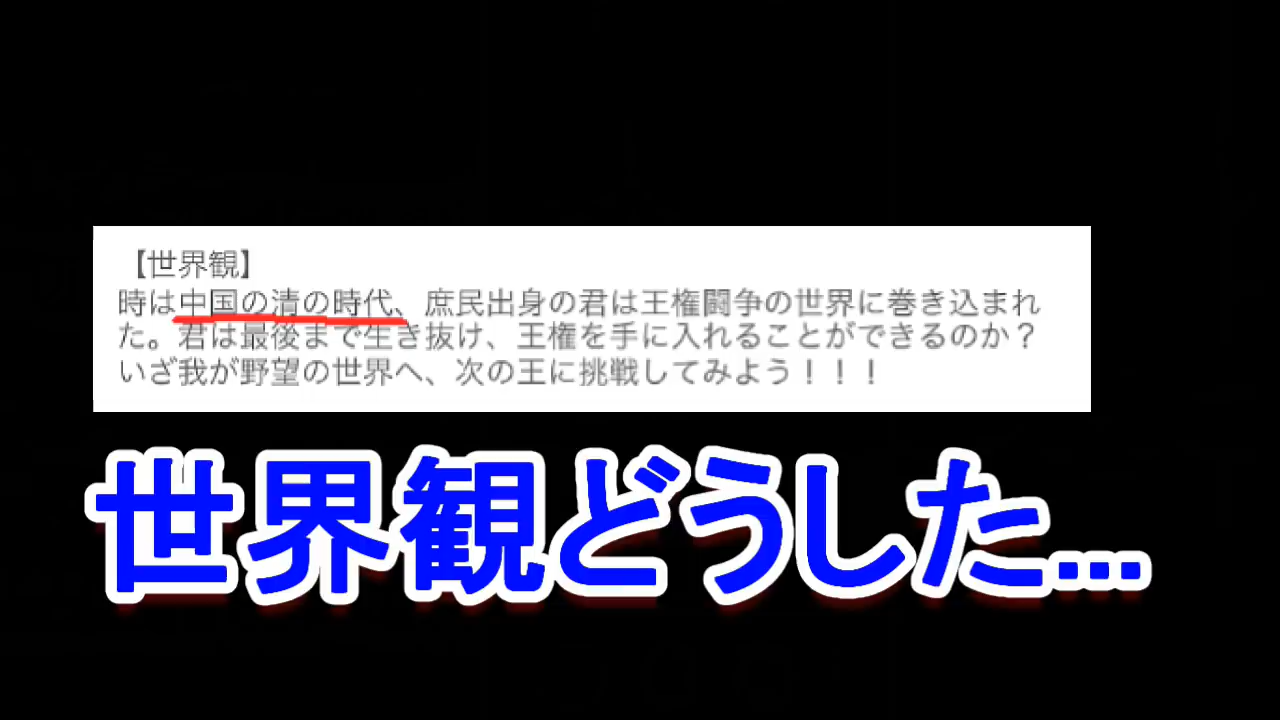 【世界観】
時は中国の清の時代、庶民出身の君は王権闘争の世界に巻き込まれ
た。君は最後まで生き抜け、王権を手に入れることができるのか？
いざ我が野望の世界へ、次の王に挑戦してみよう！！！
世界観どうした...